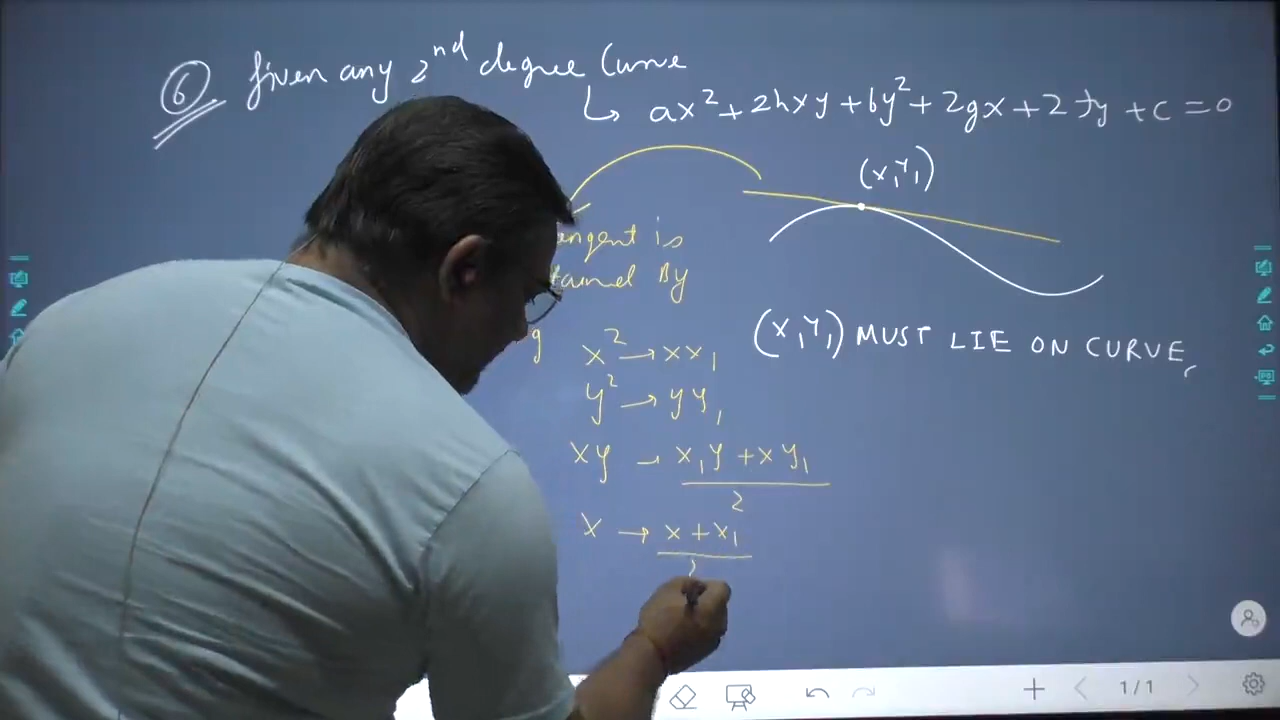 6 Given any 2nd degree Curve
↳ ax² + 2hxy + by² + 2gx + 2fy + c = 0
(x₁y₁)
angent is
tained By
g x² → xx₁
y² → yy₁
xy → x₁y + xy₁ / 2
x → x + x₁ / 2
(x₁y₁) MUST LIE ON CURVE,
1/1